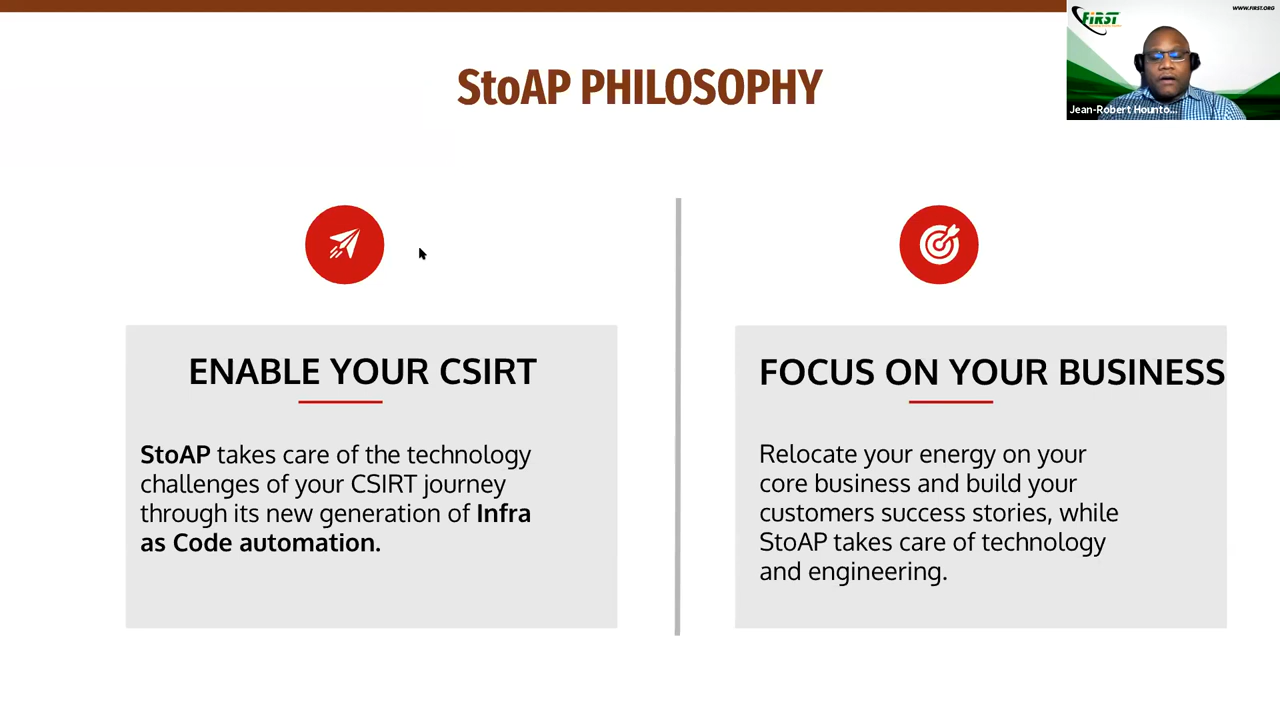 WWW.FIRST.ORG
FiRST
Jean-Robert Hounto...
StoAP PHILOSOPHY
ENABLE YOUR CSIRT
StoAP takes care of the technology
challenges of your CSIRT journey
through its new generation of Infra
as Code automation.
FOCUS ON YOUR BUSINESS
Relocate your energy on your
core business and build your
customers success stories, while
StoAP takes care of technology
and engineering.